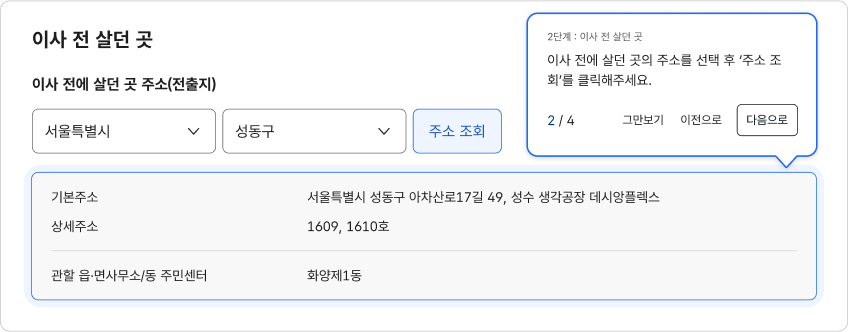 이사 전 살던 곳
이사 전에 살던 곳 주소(전출지)
서울특별시
성동구
주소 조회
2단계 : 이사 전 살던 곳
이사 전에 살던 곳의 주소를 선택 후 ‘주소 조
회’를 클릭해주세요.
2 / 4
그만보기
이전으로
다음으로
기본주소 서울특별시 성동구 아차산로17길 49, 성수 생각공장 데시앙플렉스
상세주소 1609, 1610호
관할 읍·면사무소/동 주민센터 화양제1동